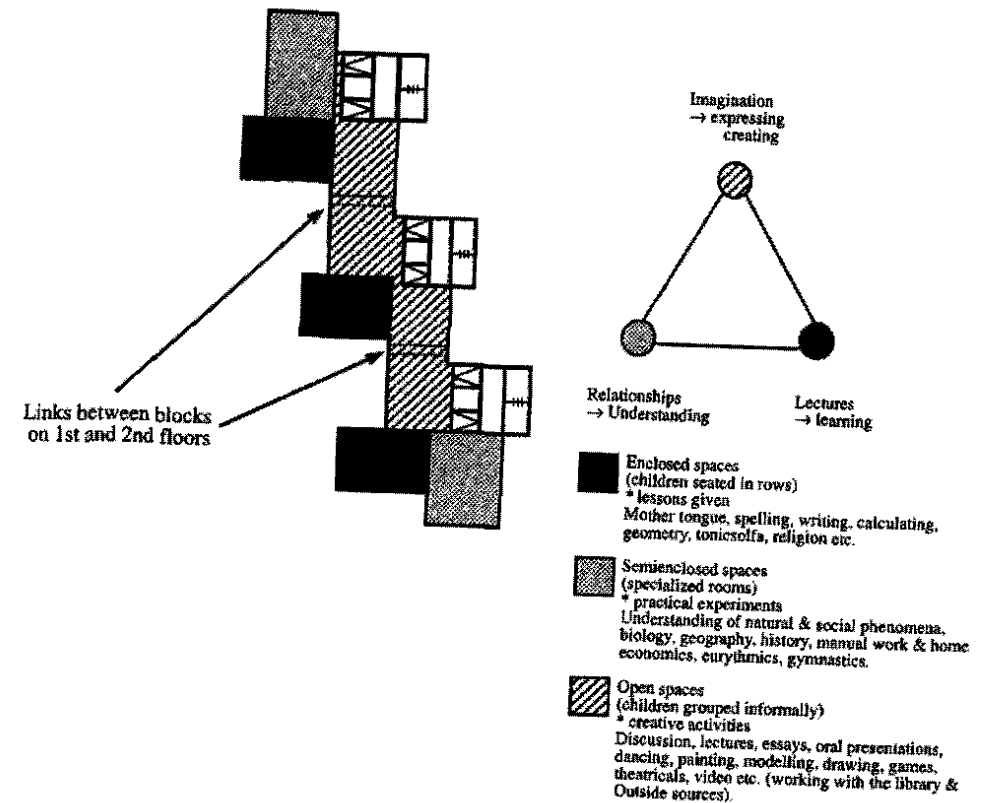 Imagination
→ expressing
creating
Links between blocks
on 1st and 2nd floors
Relationships
→ Understanding
Lectures
→ learning
Enclosed spaces
(children seated in rows)
* lessons given
Mother tongue, spelling, writing, calculating,
geometry, tonicsolfa, religion etc.
Semienclosed spaces
(specialized rooms)
* practical experiments
Understanding of natural & social phenomena,
biology, geography, history, manual work & home
economics, eurythmics, gymnastics.
Open spaces
(children grouped informally)
* creative activities
Discussion, lectures, essays, oral presentations,
dancing, painting, modelling, drawing, games,
theatricals, video etc. (working with the library &
Outside sources).